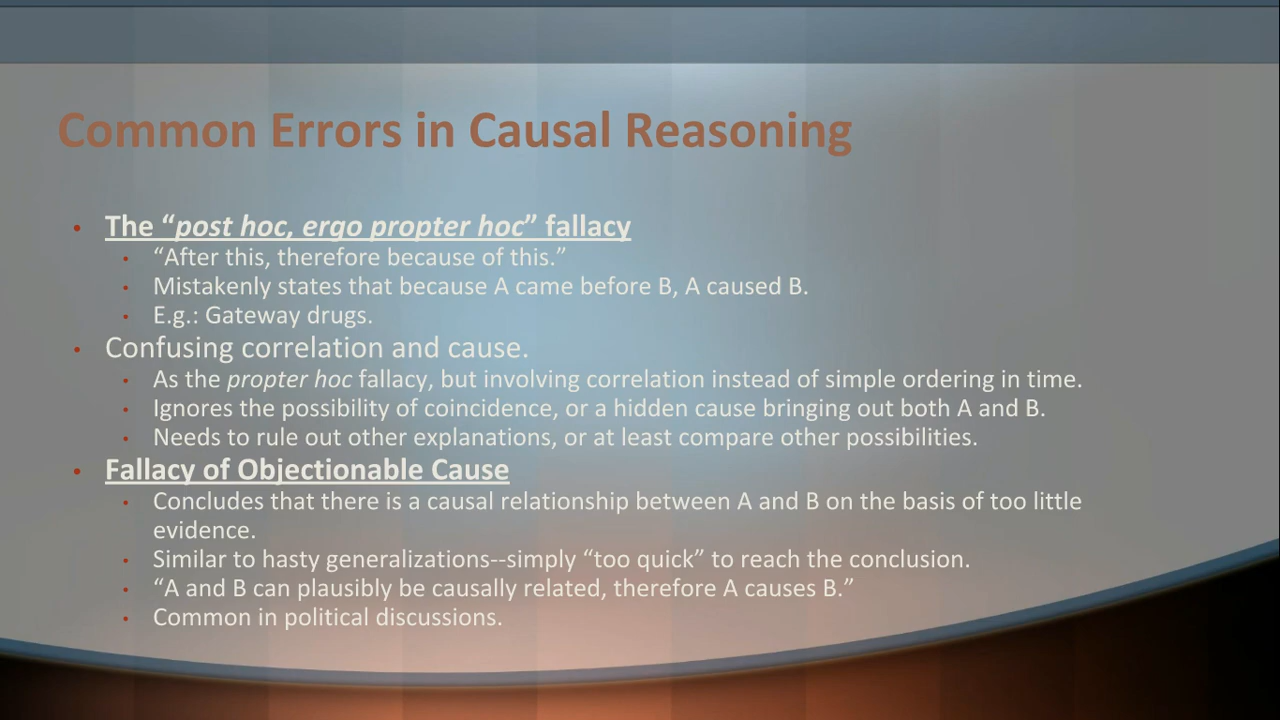 Common Errors in Causal Reasoning
• The “post hoc, ergo propter hoc” fallacy
• “After this, therefore because of this.”
• Mistakenly states that because A came before B, A caused B.
• E.g.: Gateway drugs.
• Confusing correlation and cause.
• As the propter hoc fallacy, but involving correlation instead of simple ordering in time.
• Ignores the possibility of coincidence, or a hidden cause bringing out both A and B.
• Needs to rule out other explanations, or at least compare other possibilities.
• Fallacy of Objectionable Cause
• Concludes that there is a causal relationship between A and B on the basis of too little
evidence.
• Similar to hasty generalizations--simply “too quick” to reach the conclusion.
• “A and B can plausibly be causally related, therefore A causes B.”
• Common in political discussions.